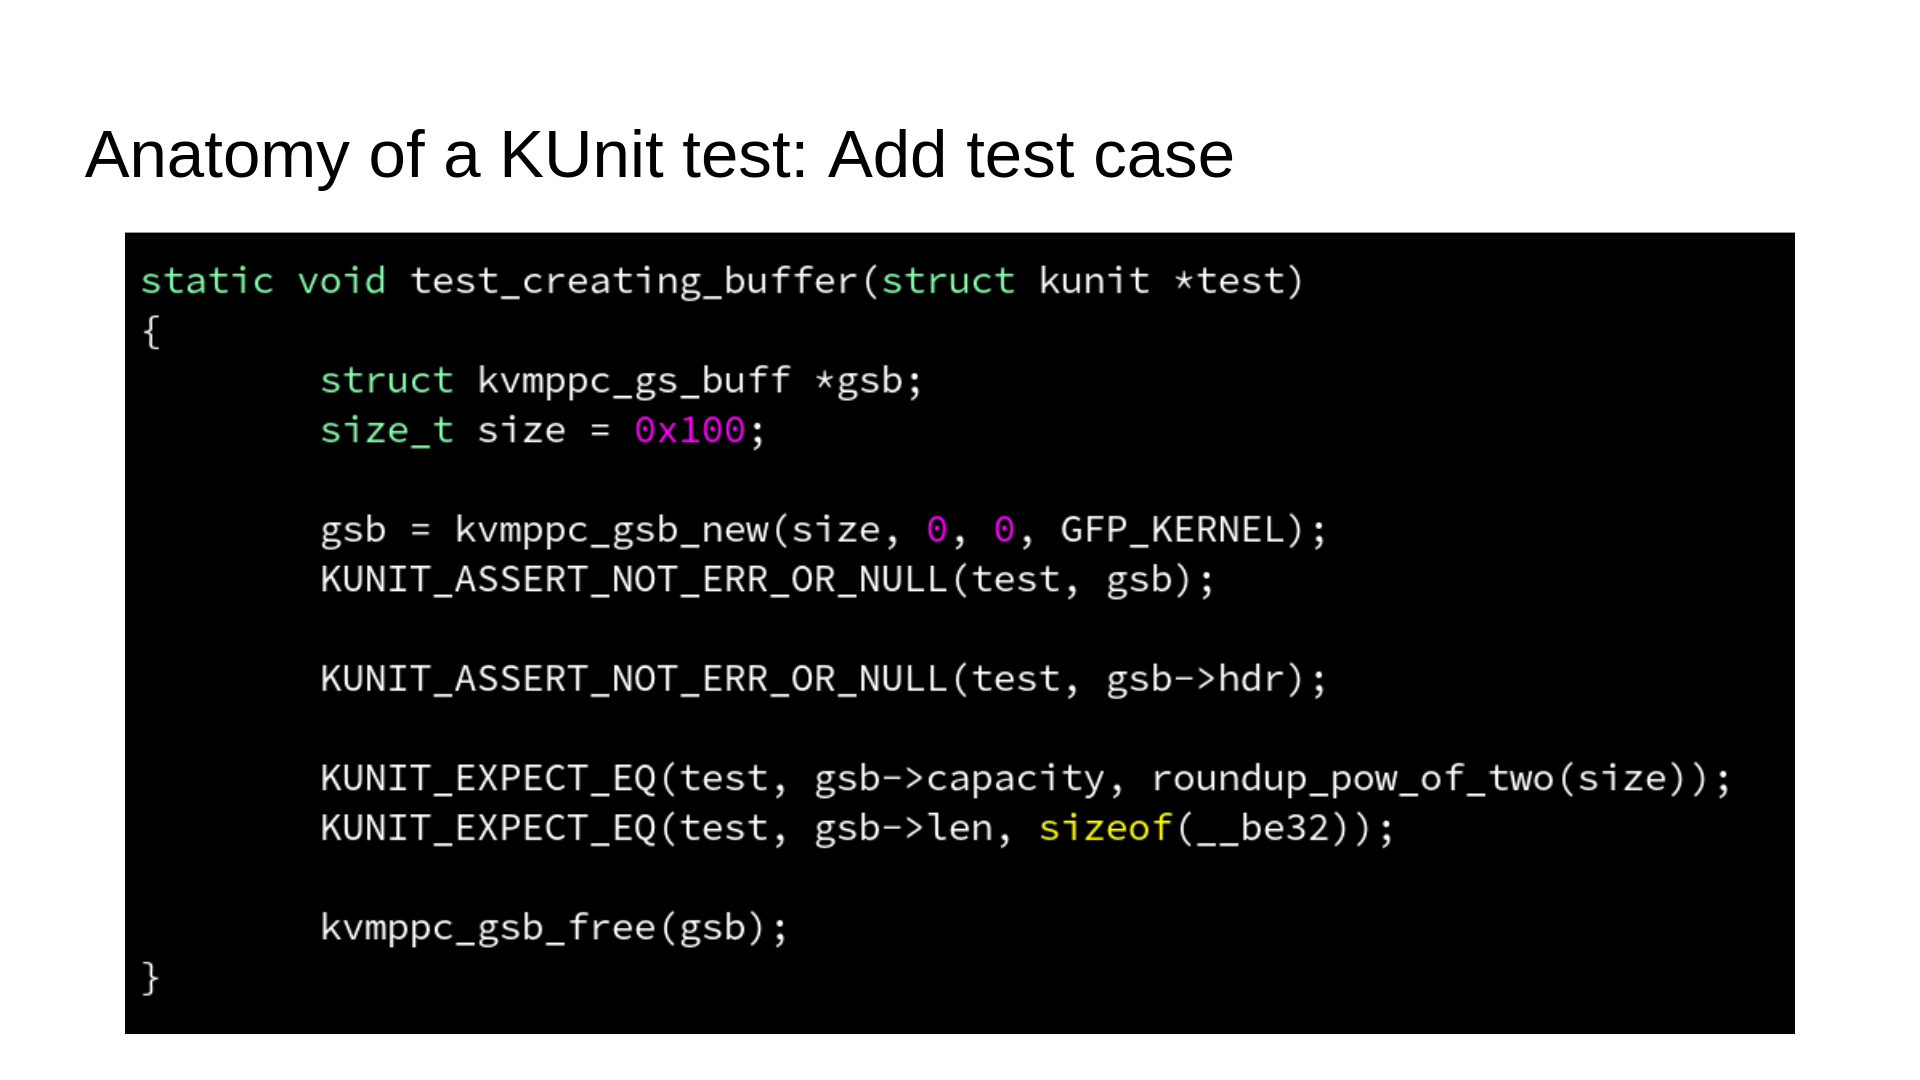 Anatomy of a KUnit test: Add test case
static void test_creating_buffer(struct kunit *test)
{
        struct kvmppc_gs_buff *gsb;
        size_t size = 0x100;

        gsb = kvmppc_gsb_new(size, 0, 0, GFP_KERNEL);
        KUNIT_ASSERT_NOT_ERR_OR_NULL(test, gsb);

        KUNIT_ASSERT_NOT_ERR_OR_NULL(test, gsb->hdr);

        KUNIT_EXPECT_EQ(test, gsb->capacity, roundup_pow_of_two(size));
        KUNIT_EXPECT_EQ(test, gsb->len, sizeof(__be32));

        kvmppc_gsb_free(gsb);
}